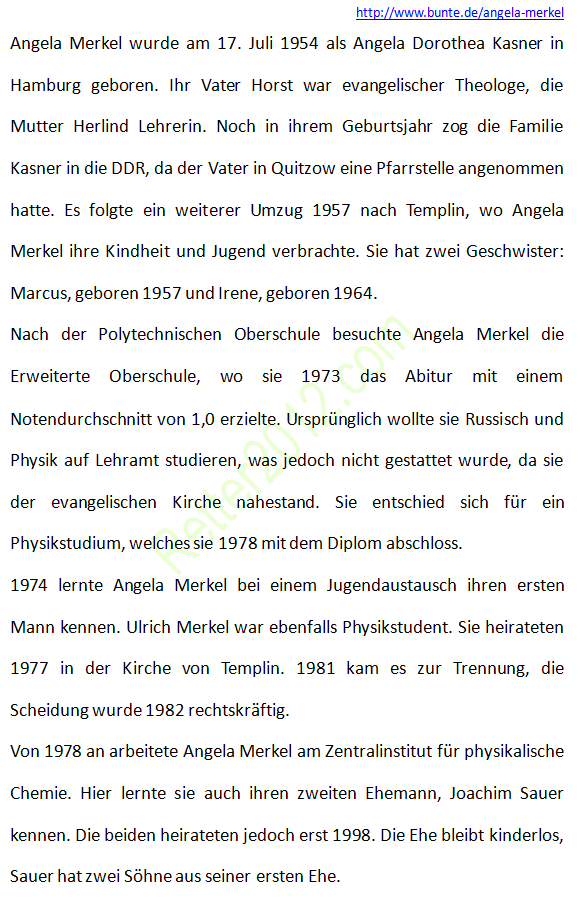 http://www.bunte.de/angela-merkel
Angela Merkel wurde am 17. Juli 1954 als Angela Dorothea Kasner in
Hamburg geboren. Ihr Vater Horst war evangelischer Theologe, die
Mutter Herlind Lehrerin. Noch in ihrem Geburtsjahr zog die Familie
Kasner in die DDR, da der Vater in Quitzow eine Pfarrstelle angenommen
hatte. Es folgte ein weiterer Umzug 1957 nach Templin, wo Angela
Merkel ihre Kindheit und Jugend verbrachte. Sie hat zwei Geschwister:
Marcus, geboren 1957 und Irene, geboren 1964.
Nach der Polytechnischen Oberschule besuchte Angela Merkel die
Erweiterte Oberschule, wo sie 1973 das Abitur mit einem
Notendurchschnitt von 1,0 erzielte. Ursprünglich wollte sie Russisch und
Physik auf Lehramt studieren, was jedoch nicht gestattet wurde, da sie
der evangelischen Kirche nahestand. Sie entschied sich für ein
Physikstudium, welches sie 1978 mit dem Diplom abschloss.
1974 lernte Angela Merkel bei einem Jugendaustausch ihren ersten
Mann kennen. Ulrich Merkel war ebenfalls Physikstudent. Sie heirateten
1977 in der Kirche von Templin. 1981 kam es zur Trennung, die
Scheidung wurde 1982 rechtskräftig.
Von 1978 an arbeitete Angela Merkel am Zentralinstitut für physikalische
Chemie. Hier lernte sie auch ihren zweiten Ehemann, Joachim Sauer
kennen. Die beiden heirateten jedoch erst 1998. Die Ehe bleibt kinderlos,
Sauer hat zwei Söhne aus seiner ersten Ehe.
Retter2012.com